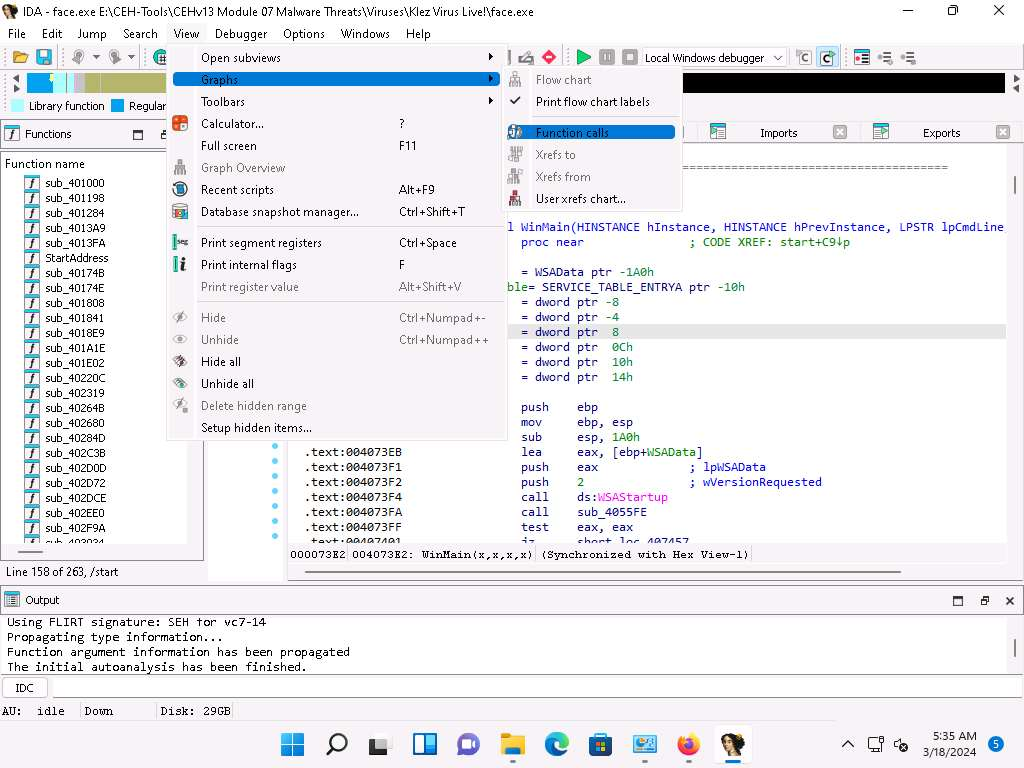 IDA - face.exe E:\CEH-Tools\CEHv13 Module 07 Malware Threats\Viruses\Klez Virus Live!\face.exe
File Edit Jump Search View Debugger Options Windows Help
Local Windows debugger
Library function Regular
Functions
Imports
Exports
Function name
sub_401000
sub_401198
sub_401284
sub_4013A9
sub_4013FA
StartAddress
sub_40174B
sub_40174E
sub_401808
sub_401841
sub_4018E9
sub_401A1E
sub_401E02
sub_40220C
sub_402319
sub_40264B
sub_402680
sub_40284D
sub_402C3B
sub_402D0D
sub_402D72
sub_402DCE
sub_402EE0
sub_402F9A
Line 158 of 263, /start
Open subviews
Graphs
Toolbars
Calculator... ?
Full screen F11
Graph Overview
Recent scripts Alt+F9
Database snapshot manager... Ctrl+Shift+T
Print segment registers Ctrl+Space
Print internal flags F
Print register value Alt+Shift+V
Hide Ctrl+Numpad+-
Unhide Ctrl+Numpad++
Hide all
Unhide all
Delete hidden range
Setup hidden items...
Flow chart
Print flow chart labels
Function calls
Xrefs to
Xrefs from
User xrefs chart...
l WinMain(HINSTANCE hInstance, HINSTANCE hPrevInstance, LPSTR lpCmdLine
proc near ; CODE XREF: start+C9↓p
= WSAData ptr -1A0h
ble= SERVICE_TABLE_ENTRYA ptr -10h
= dword ptr -8
= dword ptr -4
= dword ptr 8
= dword ptr 0Ch
= dword ptr 10h
= dword ptr 14h
push ebp
mov ebp, esp
sub esp, 1A0h
.text:004073EB lea eax, [ebp+WSAData]
.text:004073F1 push eax ; lpWSAData
.text:004073F2 push 2 ; wVersionRequested
.text:004073F4 call ds:WSAStartup
.text:004073FA call sub_4055FE
.text:004073FF test eax, eax
.text:00407401 jz short loc_407457
000073E2 004073E2: WinMain(x,x,x,x) (Synchronized with Hex View-1)
Output
Using FLIRT signature: SEH for vc7-14
Propagating type information...
Function argument information has been propagated
The initial autoanalysis has been finished.
IDC
AU: idle Down Disk: 29GB
5:35 AM
3/18/2024
5